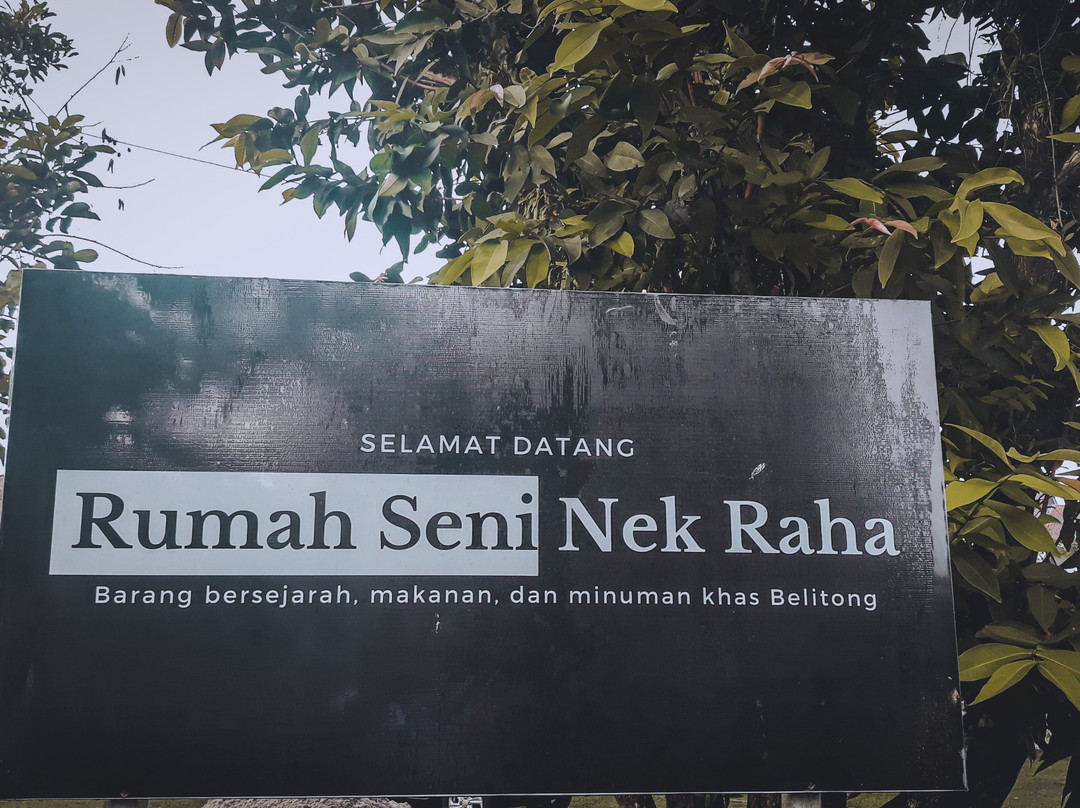 SELAMAT DATANG
Rumah Seni Nek Raha
Barang bersejarah, makanan, dan minuman khas Belitong